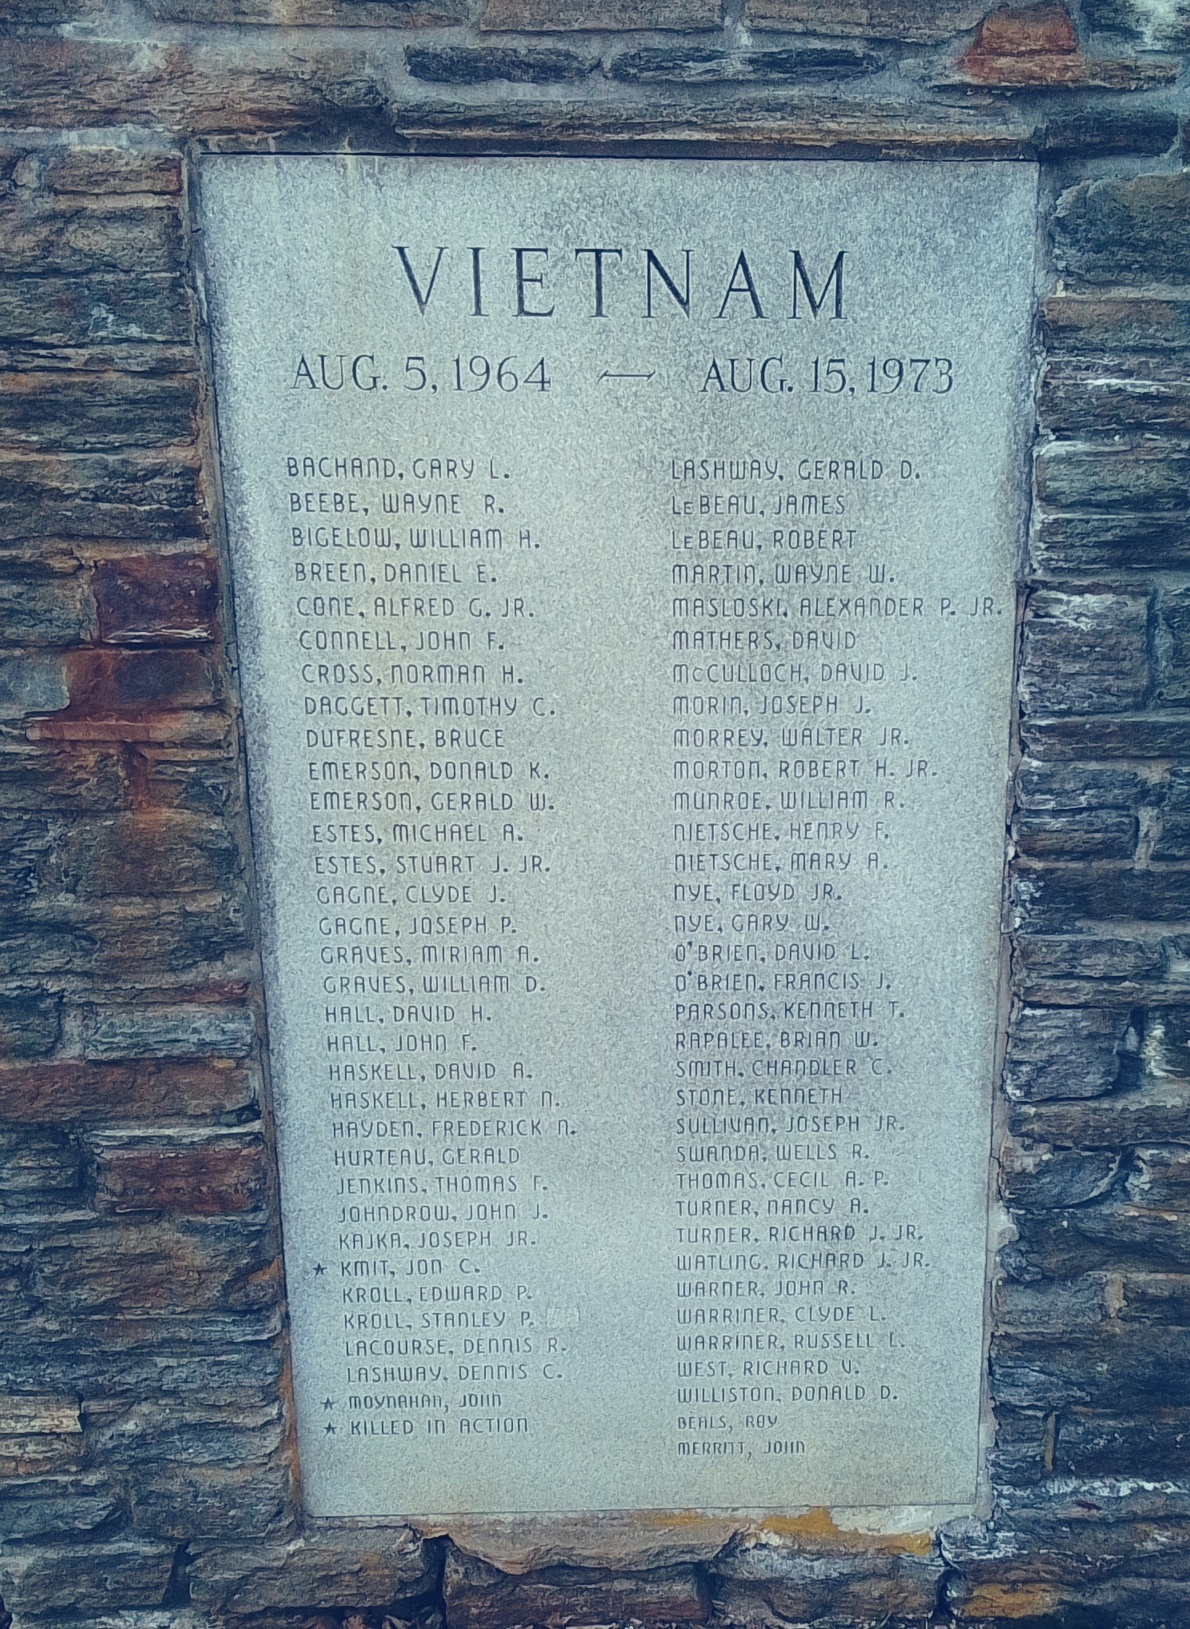 VIETNAM
AUG. 5, 1964 — AUG. 15, 1973
BACHAND, GARY L.
BEEBE, WAYNE R.
BIGELOW, WILLIAM H.
BREEN, DANIEL E.
CONE, ALFRED G. JR.
CONNELL, JOHN F.
CROSS, NORMAN H.
DAGGETT, TIMOTHY C.
DUFRESNE, BRUCE
EMERSON, DONALD K.
EMERSON, GERALD W.
ESTES, MICHAEL A.
ESTES, STUART J. JR.
GAGNE, CLYDE J.
GAGNE, JOSEPH P.
GRAVES, MIRIAM A.
GRAVES, WILLIAM D.
HALL, DAVID H.
HALL, JOHN F.
HASKELL, DAVID A.
HASKELL, HERBERT N.
HAYDEN, FREDERICK N.
HURTEAU, GERALD
JENKINS, THOMAS F.
JOHNDROW, JOHN J.
KAJKA, JOSEPH JR.
★ KMIT, JON C.
KROLL, EDWARD P.
KROLL, STANLEY P.
LACOURSE, DENNIS R.
LASHWAY, DENNIS C.
★ MOYNAHAN, JOHN
★ KILLED IN ACTION
LASHWAY, GERALD D.
LeBEAU, JAMES
LeBEAU, ROBERT
MARTIN, WAYNE W.
MASLOSKI, ALEXANDER P. JR.
MATHERS, DAVID
McCULLOCH, DAVID J.
MORIN, JOSEPH J.
MORREY, WALTER JR.
MORTON, ROBERT H. JR.
MUNROE, WILLIAM R.
NIETSCHE, HENRY F.
NIETSCHE, MARY A.
NYE, FLOYD JR.
NYE, GARY W.
O'BRIEN, DAVID L.
O'BRIEN, FRANCIS J.
PARSONS, KENNETH T.
RAPALEE, BRIAN W.
SMITH, CHANDLER C.
STONE, KENNETH
SULLIVAN, JOSEPH JR.
SWANDA, WELLS R.
THOMAS, CECIL A. P.
TURNER, NANCY A.
TURNER, RICHARD J. JR.
WATLING, RICHARD J. JR.
WARNER, JOHN R.
WARRINER, CLYDE L.
WARRINER, RUSSELL L.
WEST, RICHARD V.
WILLISTON, DONALD D.
BEALS, ROY
MERRITT, JOHN